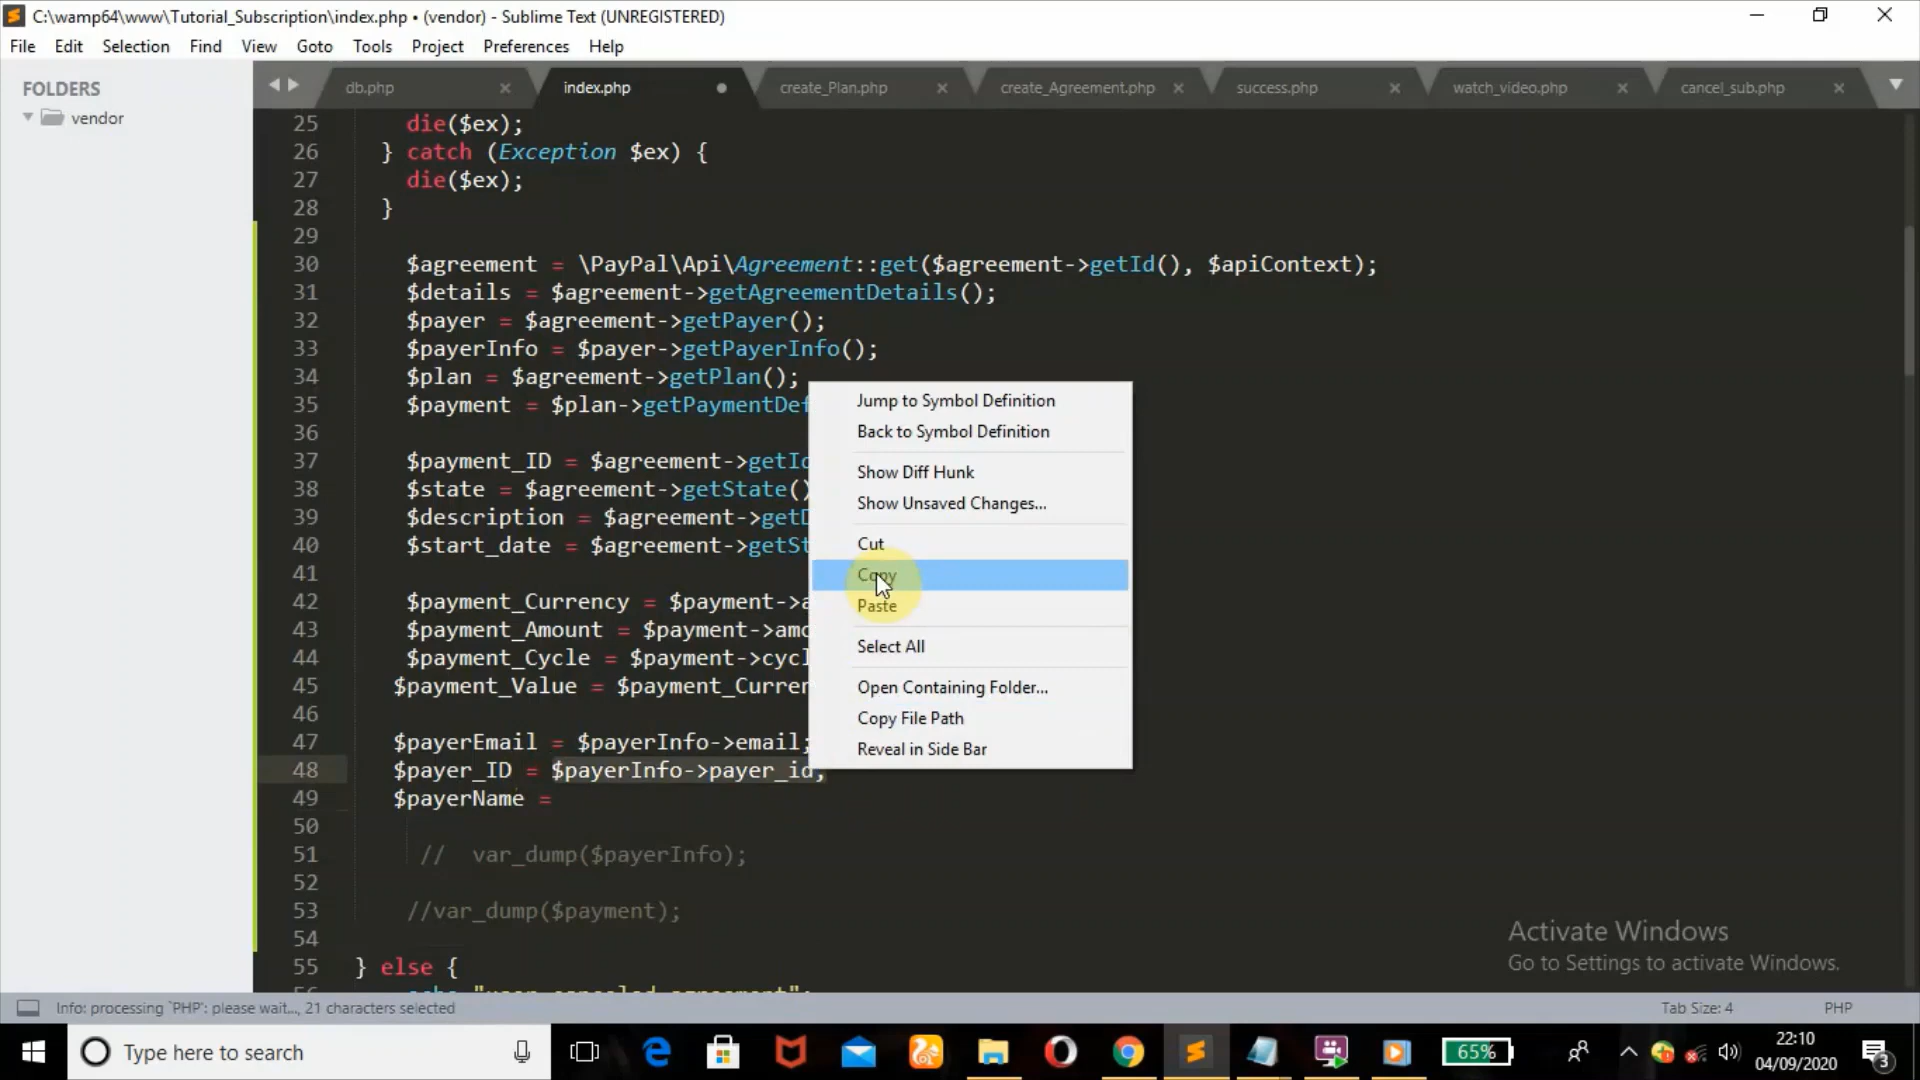 C:\wamp64\www\Tutorial_Subscription\index.php • (vendor) - Sublime Text (UNREGISTERED)
File Edit Selection Find View Goto Tools Project Preferences Help
FOLDERS
vendor
db.php index.php create_Plan.php create_Agreement.php success.php watch_video.php cancel_sub.php
25 die($ex);
26 } catch (Exception $ex) {
27 die($ex);
28 }
29
30 $agreement = \PayPal\Api\Agreement::get($agreement->getId(), $apiContext);
31 $details = $agreement->getAgreementDetails();
32 $payer = $agreement->getPayer();
33 $payerInfo = $payer->getPayerInfo();
34 $plan = $agreement->getPlan();
35 $payment = $plan->getPaymentDef
36
37 $payment_ID = $agreement->getId
38 $state = $agreement->getState()
39 $description = $agreement->getD
40 $start_date = $agreement->getSt
41
42 $payment_Currency = $payment->a
43 $payment_Amount = $payment->amo
44 $payment_Cycle = $payment->cycl
45 $payment_Value = $payment_Curren
46
47 $payerEmail = $payerInfo->email;
48 $payer_ID = $payerInfo->payer_id;
49 $payerName =
50
51 // var_dump($payerInfo);
52
53 //var_dump($payment);
54
55 } else {
Jump to Symbol Definition
Back to Symbol Definition
Show Diff Hunk
Show Unsaved Changes...
Cut
Copy
Paste
Select All
Open Containing Folder...
Copy File Path
Reveal in Side Bar
Activate Windows
Go to Settings to activate Windows.
Info: processing `PHP': please wait..., 21 characters selected
Tab Size: 4 PHP
Type here to search
65%
22:10
04/09/2020
3